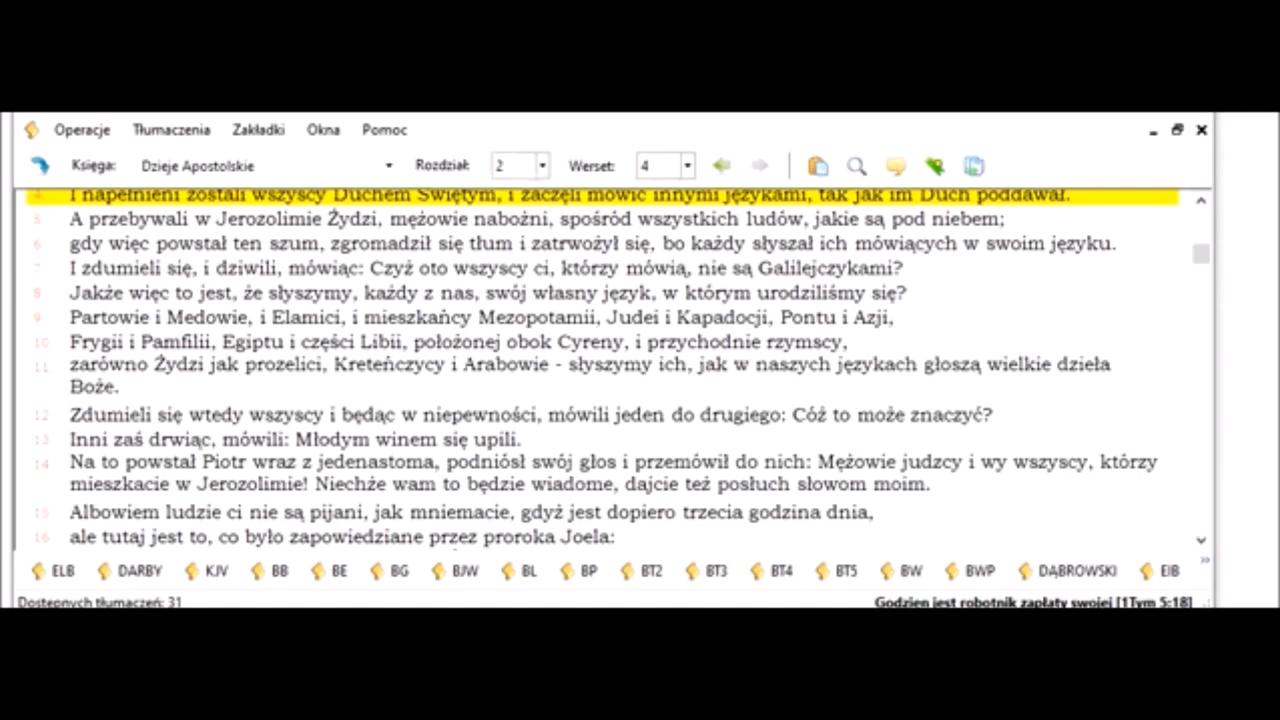 Operacje Tłumaczenia Zakładki Okna Pomoc
Księga: Dzieje Apostolskie Rozdział: 2 Werset: 4
4 I napełnieni zostali wszyscy Duchem Świętym, i zaczęli mówić innymi językami, tak jak im Duch poddawał.
5 A przebywali w Jerozolimie Żydzi, mężowie nabożni, spośród wszystkich ludów, jakie są pod niebem;
6 gdy więc powstał ten szum, zgromadził się tłum i zatrwożył się, bo każdy słyszał ich mówiących w swoim języku.
7 I zdumieli się, i dziwili, mówiąc: Czyż oto wszyscy ci, którzy mówią, nie są Galilejczykami?
8 Jakże więc to jest, że słyszymy, każdy z nas, swój własny język, w którym urodziliśmy się?
9 Partowie i Medowie, i Elamici, i mieszkańcy Mezopotamii, Judei i Kapadocji, Pontu i Azji,
10 Frygii i Pamfilii, Egiptu i części Libii, położonej obok Cyreny, i przychodnie rzymscy,
11 zarówno Żydzi jak prozelici, Kreteńczycy i Arabowie - słyszymy ich, jak w naszych językach głoszą wielkie dzieła
Boże.
12 Zdumieli się wtedy wszyscy i będąc w niepewności, mówili jeden do drugiego: Cóż to może znaczyć?
13 Inni zaś drwiąc, mówili: Młodym winem się upili.
14 Na to powstał Piotr wraz z jedenastoma, podniósł swój głos i przemówił do nich: Mężowie judzcy i wy wszyscy, którzy
mieszkacie w Jerozolimie! Niechże wam to będzie wiadome, dajcie też posłuch słowom moim.
15 Albowiem ludzie ci nie są pijani, jak mniemacie, gdyż jest dopiero trzecia godzina dnia,
16 ale tutaj jest to, co było zapowiedziane przez proroka Joela:
ELB DARBY KJV BB BE BG BJW BL BP BT2 BT3 BT4 BT5 BW BWP DĄBROWSKI EIB
Dostępnych tłumaczeń: 31 Godzien jest robotnik zapłaty swojej [1Tym 5:18]